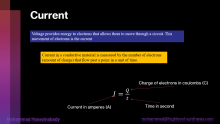 Current
Voltage provides energy to electrons that allows them to move through a circuit. This
movement of electrons is the current
Current in a conductive material is measured by the number of electrons
(amount of charge) that flow past a point in a unit of time.
Charge of electrons in coulombs (C)
I = Q
t
Current in amperes (A)
Time in second